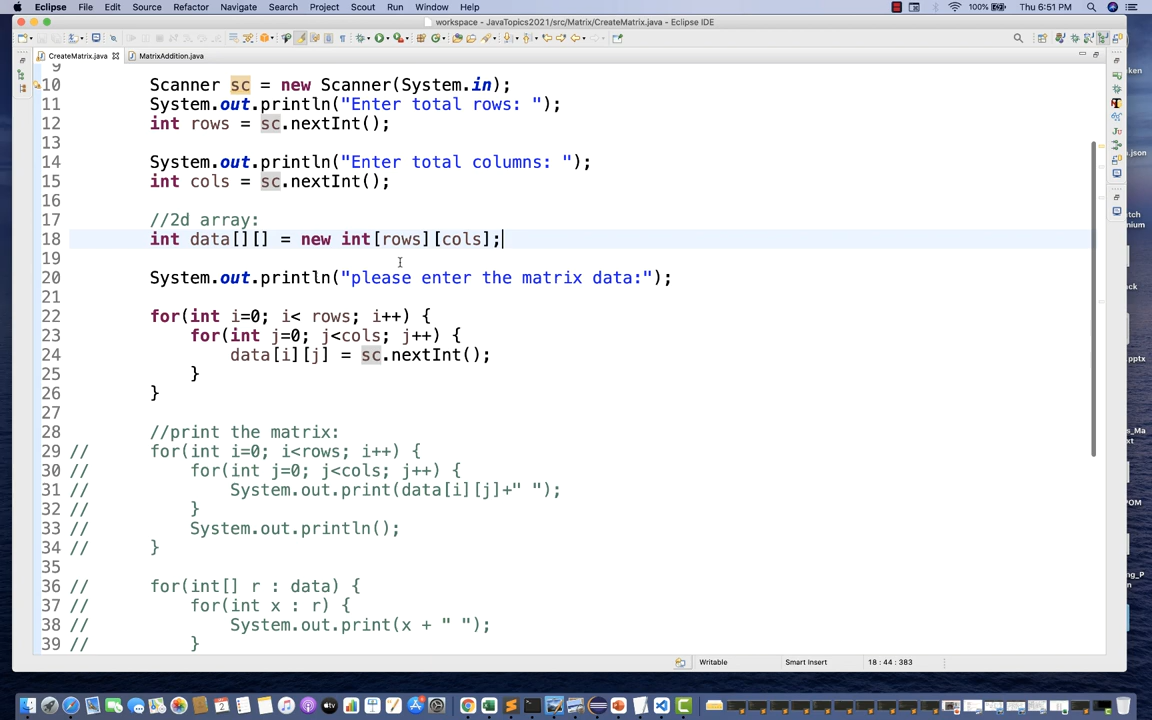 Eclipse File Edit Source Refactor Navigate Search Project Scout Run Window Help 100% Thu 6:51 PM
workspace - JavaTopics2021/src/Matrix/CreateMatrix.java - Eclipse IDE
CreateMatrix.java MatrixAddition.java
9
10 Scanner sc = new Scanner(System.in);
11 System.out.println("Enter total rows: ");
12 int rows = sc.nextInt();
13
14 System.out.println("Enter total columns: ");
15 int cols = sc.nextInt();
16
17 //2d array:
18 int data[][] = new int[rows][cols];
19
20 System.out.println("please enter the matrix data:");
21
22 for(int i=0; i< rows; i++) {
23 for(int j=0; j<cols; j++) {
24 data[i][j] = sc.nextInt();
25 }
26 }
27
28 //print the matrix:
29 // for(int i=0; i<rows; i++) {
30 // for(int j=0; j<cols; j++) {
31 // System.out.print(data[i][j]+" ");
32 // }
33 // System.out.println();
34 // }
35
36 // for(int[] r : data) {
37 // for(int x : r) {
38 // System.out.print(x + " ");
39 // }
Writable Smart Insert 18 : 44 : 383